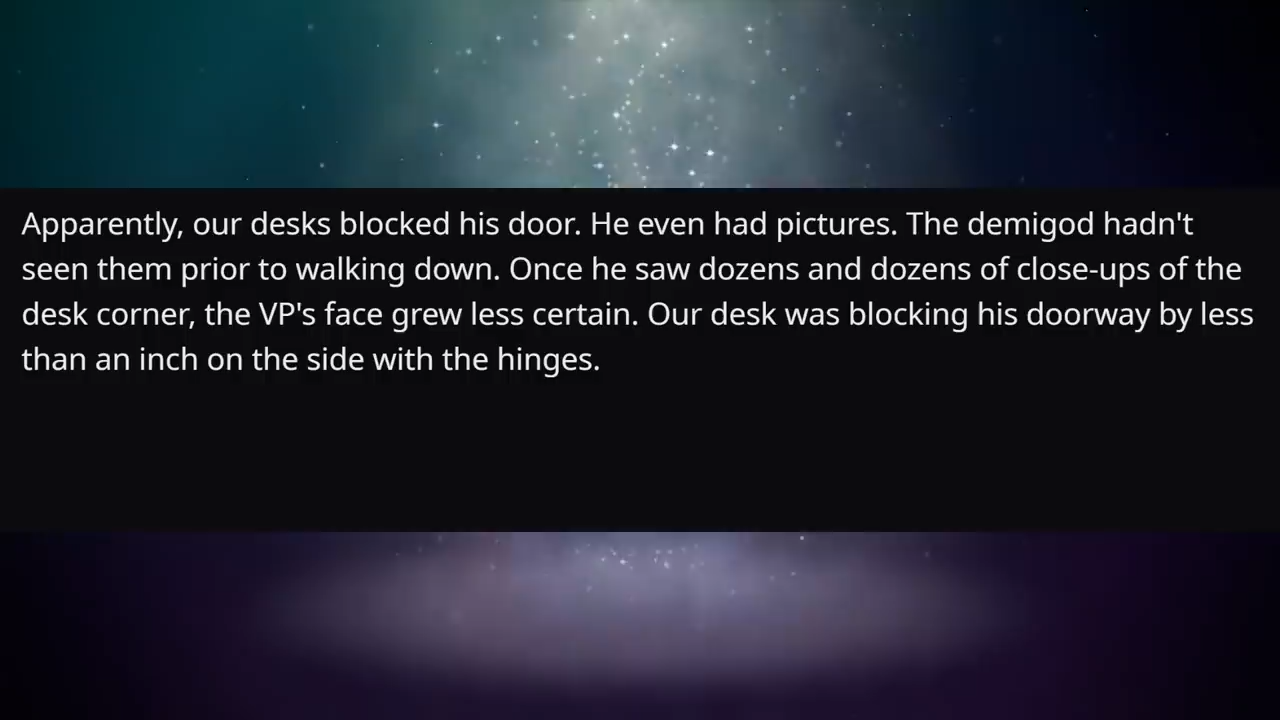 Apparently, our desks blocked his door. He even had pictures. The demigod hadn't
seen them prior to walking down. Once he saw dozens and dozens of close-ups of the
desk corner, the VP's face grew less certain. Our desk was blocking his doorway by less
than an inch on the side with the hinges.